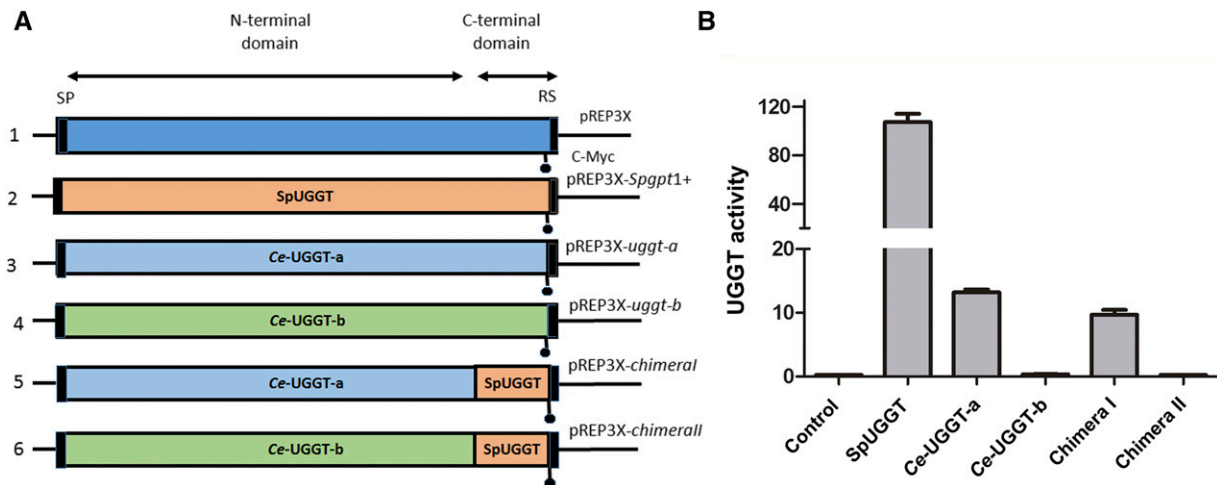 A
N-terminal
domain
C-terminal
domain
SP
RS
1
pREP3X
C-Myc
2
SpUGGT
pREP3X-Spgpt1+
3
Ce-UGGT-a
pREP3X-uggt-a
4
Ce-UGGT-b
pREP3X-uggt-b
5
Ce-UGGT-a
SpUGGT
pREP3X-chimeraI
6
Ce-UGGT-b
SpUGGT
pREP3X-chimeraII
B
UGGT activity
120
80
40
20
10
0
Control
SpUGGT
Ce-UGGT-a
Ce-UGGT-b
Chimera I
Chimera II